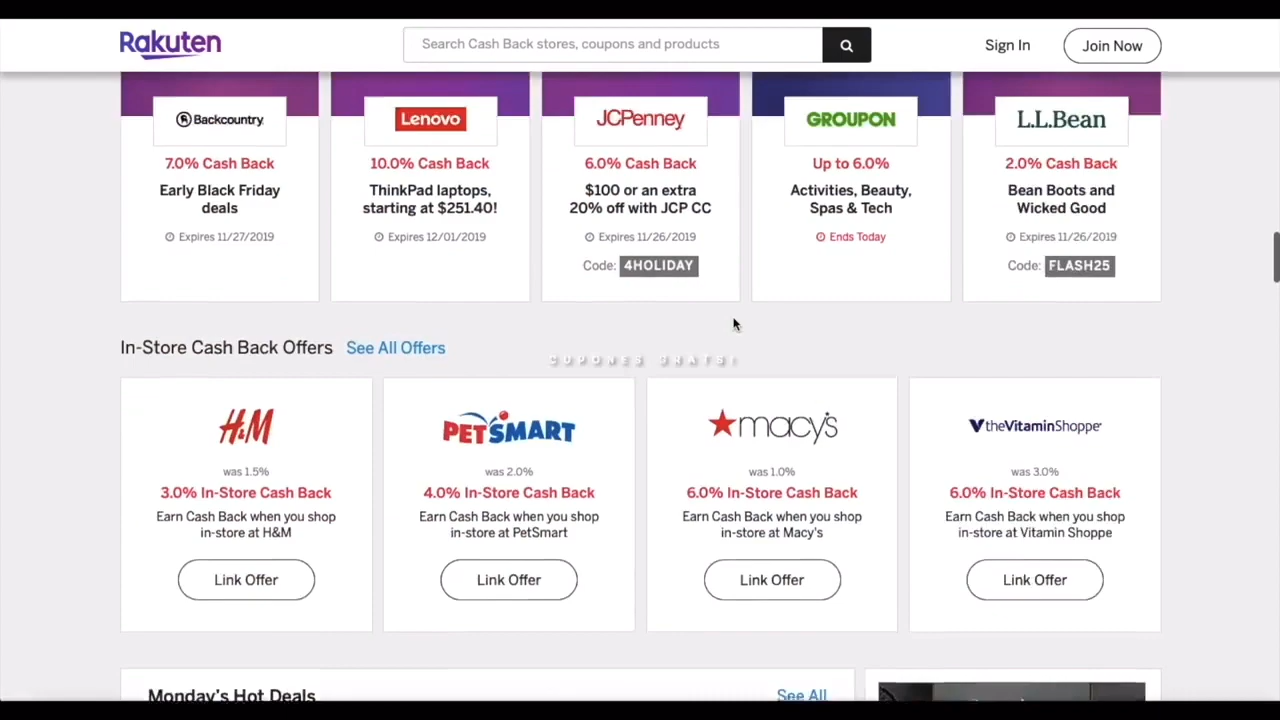 Rakuten
Search Cash Back stores, coupons and products
Sign In
Join Now
Backcountry
7.0% Cash Back
Early Black Friday
deals
Expires 11/27/2019
Lenovo
10.0% Cash Back
ThinkPad laptops,
starting at $251.40!
Expires 12/01/2019
JCPenney
6.0% Cash Back
$100 or an extra
20% off with JCP CC
Expires 11/26/2019
Code: 4HOLIDAY
GROUPON
Up to 6.0%
Activities, Beauty,
Spas & Tech
Ends Today
L.L.Bean
2.0% Cash Back
Bean Boots and
Wicked Good
Expires 11/26/2019
Code: FLASH25
In-Store Cash Back Offers See All Offers
CUPONES GRATS!
H&M
was 1.5%
3.0% In-Store Cash Back
Earn Cash Back when you shop
in-store at H&M
Link Offer
PETSMART
was 2.0%
4.0% In-Store Cash Back
Earn Cash Back when you shop
in-store at PetSmart
Link Offer
macy's
was 1.0%
6.0% In-Store Cash Back
Earn Cash Back when you shop
in-store at Macy's
Link Offer
theVitaminShoppe
was 3.0%
6.0% In-Store Cash Back
Earn Cash Back when you shop
in-store at Vitamin Shoppe
Link Offer
Monday's Hot Deals
See All